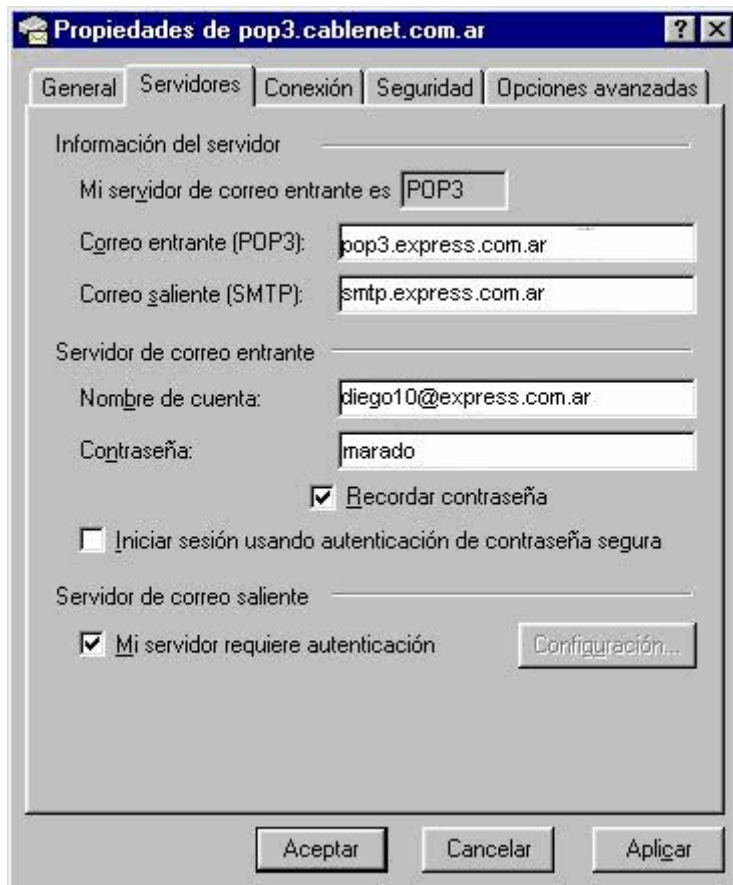 Propiedades de pop3.cablenet.com.ar
General Servidores Conexión Seguridad Opciones avanzadas
Información del servidor
Mi servidor de correo entrante es POP3
Correo entrante (POP3): pop3.express.com.ar
Correo saliente (SMTP): smtp.express.com.ar
Servidor de correo entrante
Nombre de cuenta: diego10@express.com.ar
Contraseña: marado
Recordar contraseña
Iniciar sesión usando autenticación de contraseña segura
Servidor de correo saliente
Mi servidor requiere autenticación Configuración...
Aceptar Cancelar Aplicar